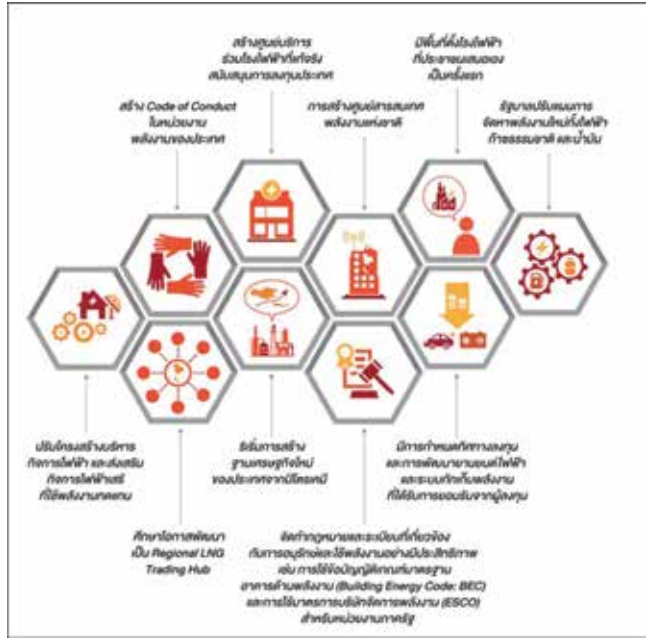 สร้างศูนย์บริการ
ร่วมโรงไฟฟ้าที่แท้จริง
สนับสนุนการลงทุนประเทศ
มีพื้นที่ตั้งโรงไฟฟ้า
ที่ประชาชนเสนอเอง
เป็นครั้งแรก
สร้าง Code of Conduct
ในหน่วยงาน
พลังงานของประเทศ
การสร้างศูนย์สารสนเทศ
พลังงานแห่งชาติ
รัฐบาลปรับแผนการ
จัดหาพลังงานใหม่ทั้งไฟฟ้า
ก๊าซธรรมชาติ และน้ำมัน
ปรับโครงสร้างบริหาร
กิจการไฟฟ้า และส่งเสริม
กิจการไฟฟ้าเสรี
ที่ใช้พลังงานทดแทน
ริเริ่มการสร้าง
ฐานเศรษฐกิจใหม่
ของประเทศจากปิโตรเคมี
มีการกำหนดทิศทางลงทุน
และการพัฒนายานยนต์ไฟฟ้า
และระบบกักเก็บพลังงาน
ที่ได้รับการยอมรับจากผู้ลงทุน
ศึกษาโอกาสพัฒนา
เป็น Regional LNG
Trading Hub
จัดทำกฎหมายและระเบียบที่เกี่ยวข้อง
กับการอนุรักษ์และใช้พลังงานอย่างมีประสิทธิภาพ
เช่น การใช้ข้อบัญญัติเกณฑ์มาตรฐาน
อาคารด้านพลังงาน (Building Energy Code: BEC)
และการใช้มาตรการบริษัทจัดการพลังงาน (ESCO)
สำหรับหน่วยงานภาครัฐ